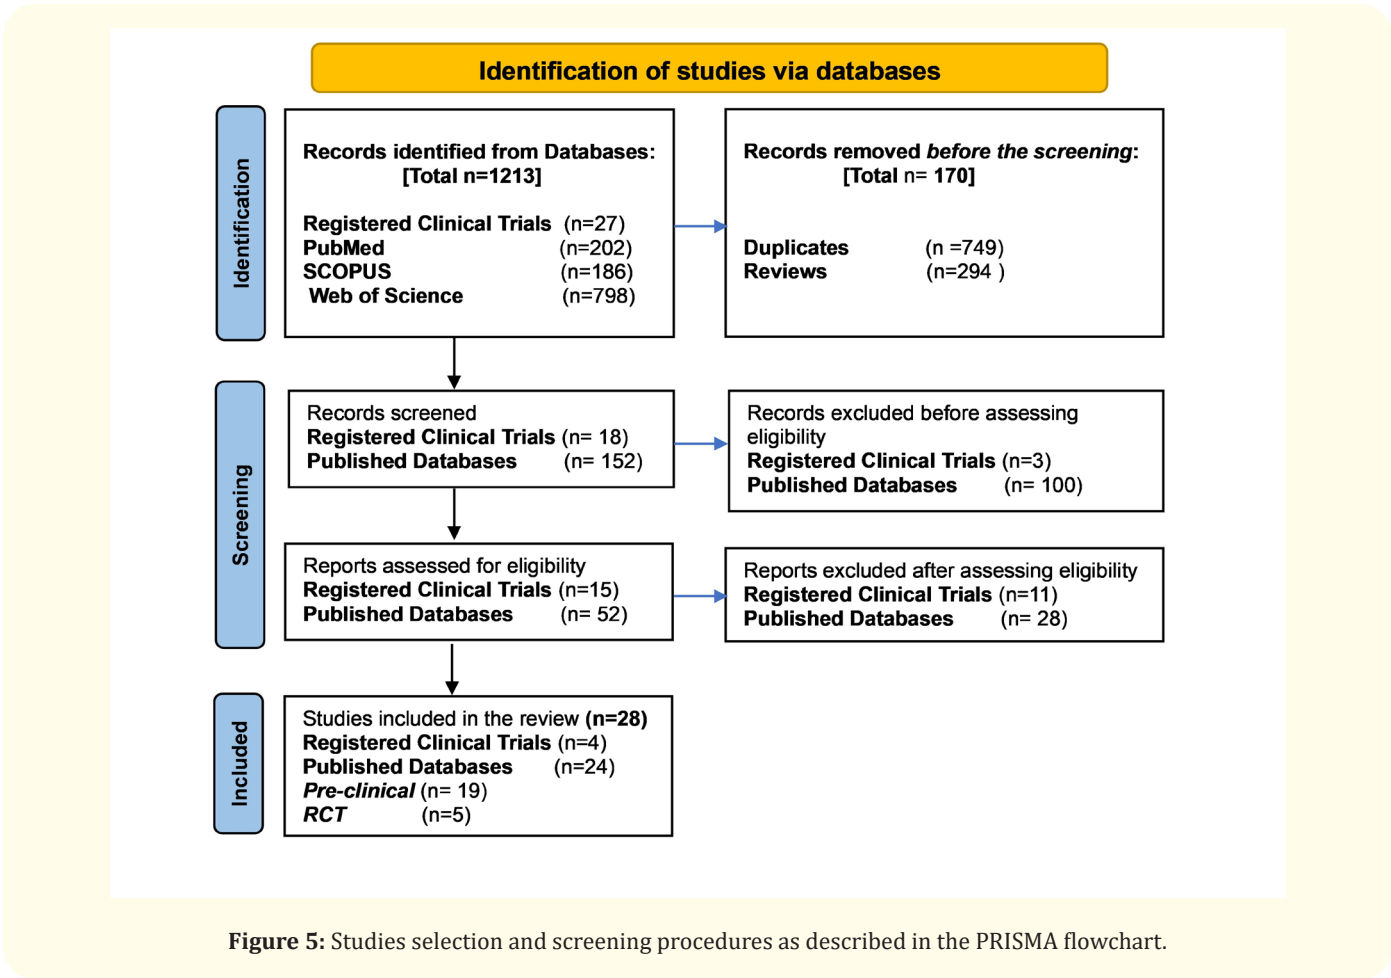 Identification of studies via databases
Identification
Records identified from Databases:
[Total n=1213]
Registered Clinical Trials (n=27)
PubMed (n=202)
SCOPUS (n=186)
Web of Science (n=798)
Records removed before the screening:
[Total n= 170]
Duplicates (n =749)
Reviews (n=294 )
Screening
Records screened
Registered Clinical Trials (n= 18)
Published Databases (n= 152)
Records excluded before assessing
eligibility
Registered Clinical Trials (n=3)
Published Databases (n= 100)
Reports assessed for eligibility
Registered Clinical Trials (n=15)
Published Databases (n= 52)
Reports excluded after assessing eligibility
Registered Clinical Trials (n=11)
Published Databases (n= 28)
Included
Studies included in the review (n=28)
Registered Clinical Trials (n=4)
Published Databases (n=24)
Pre-clinical (n= 19)
RCT (n=5)
Figure 5: Studies selection and screening procedures as described in the PRISMA flowchart.